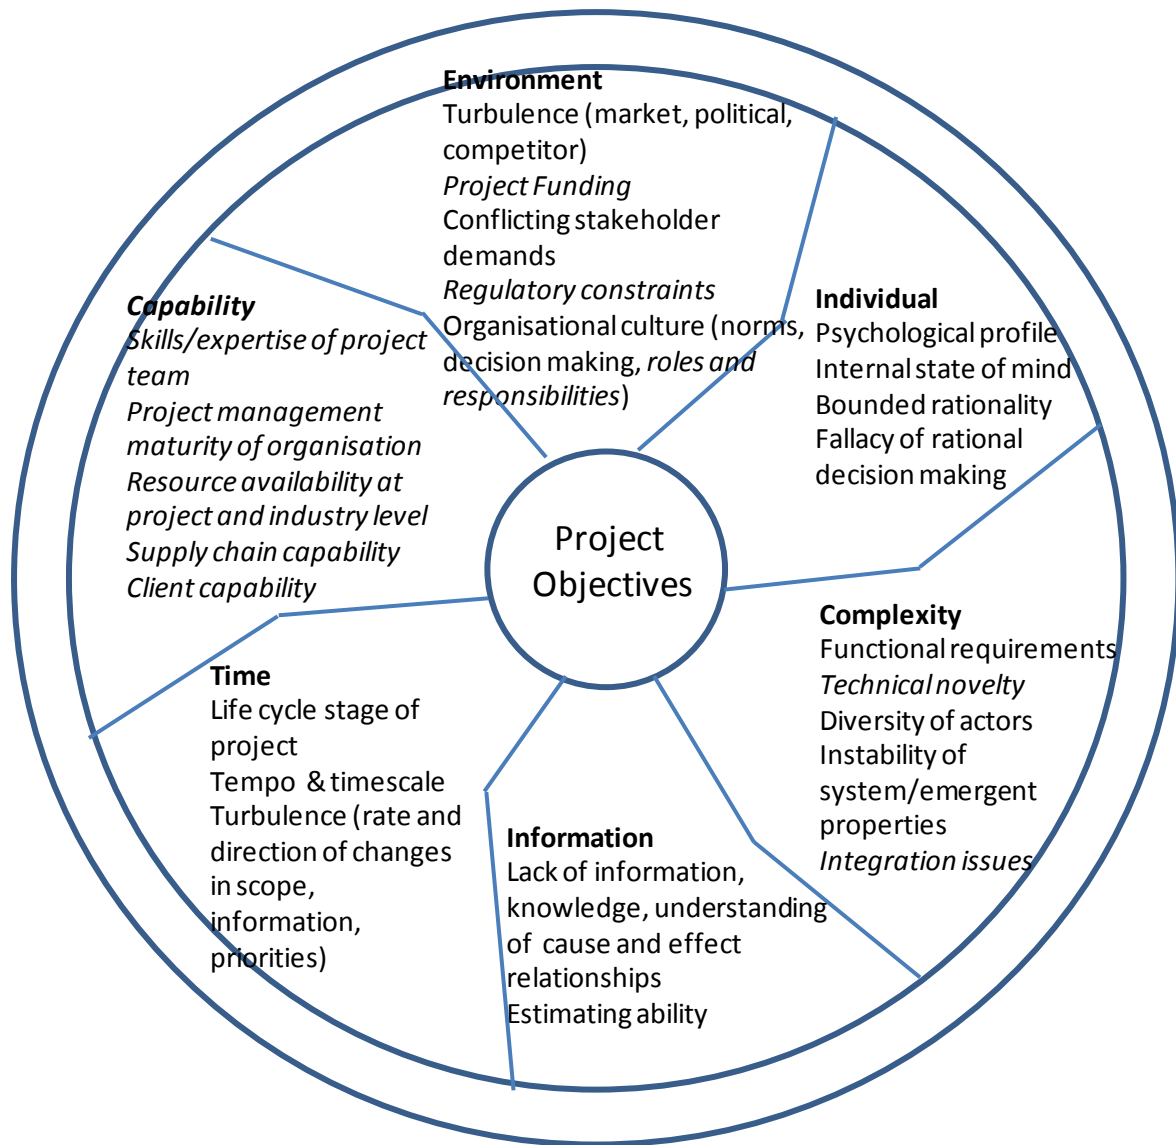 Environment
Turbulence (market, political,
competitor)
Project Funding
Conflicting stakeholder
demands
Regulatory constraints
Organisational culture (norms,
decision making, roles and
responsibilities)
Individual
Psychological profile
Internal state of mind
Bounded rationality
Fallacy of rational
decision making
Capability
Skills/expertise of project
team
Project management
maturity of organisation
Resource availability at
project and industry level
Supply chain capability
Client capability
Project
Objectives
Complexity
Functional requirements
Technical novelty
Diversity of actors
Instability of
system/emergent
properties
Integration issues
Time
Life cycle stage of
project
Tempo & timescale
Turbulence (rate and
direction of changes
in scope,
information,
priorities)
Information
Lack of information,
knowledge, understanding
of cause and effect
relationships
Estimating ability